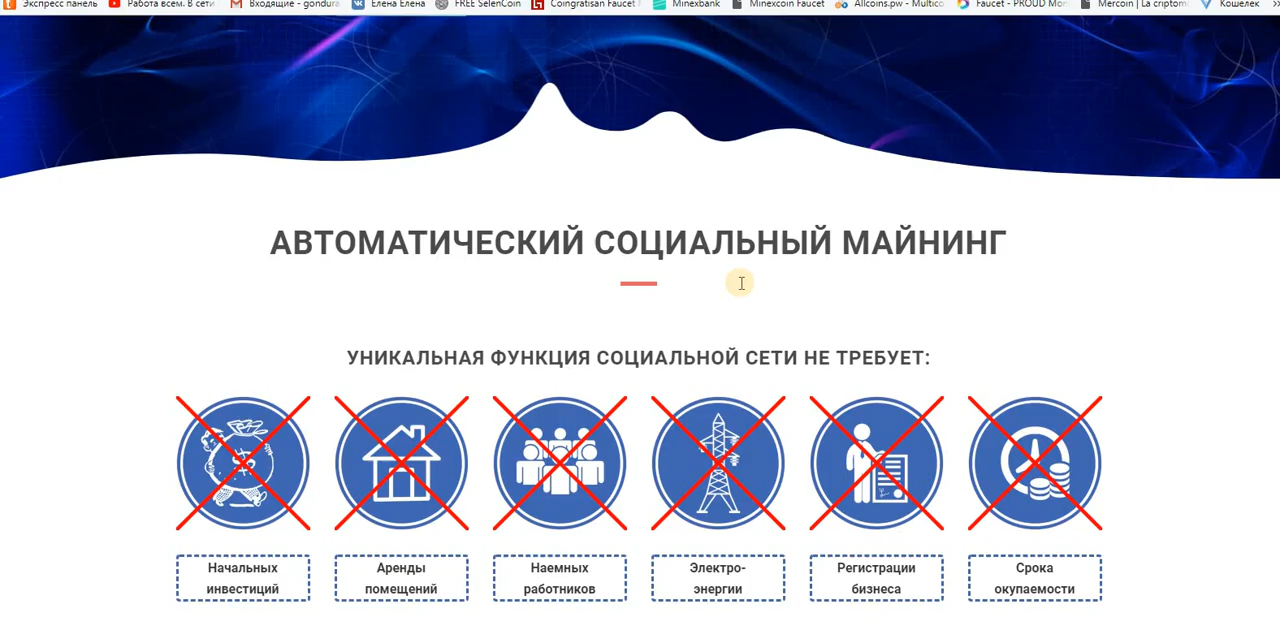 Экспресс панель Работа всем. В сети Входящие - gondura Елена Елена FREE SelenCoin Coingratisan Faucet Minexbank Minexcoin Faucet Allcoins.pw - Multico Faucet - PROUD Mon Mercoin | La criptom Кошелек
АВТОМАТИЧЕСКИЙ СОЦИАЛЬНЫЙ МАЙНИНГ
УНИКАЛЬНАЯ ФУНКЦИЯ СОЦИАЛЬНОЙ СЕТИ НЕ ТРЕБУЕТ:
Начальных
инвестиций
Аренды
помещений
Наемных
работников
Электро-
энергии
Регистрации
бизнеса
Срока
окупаемости